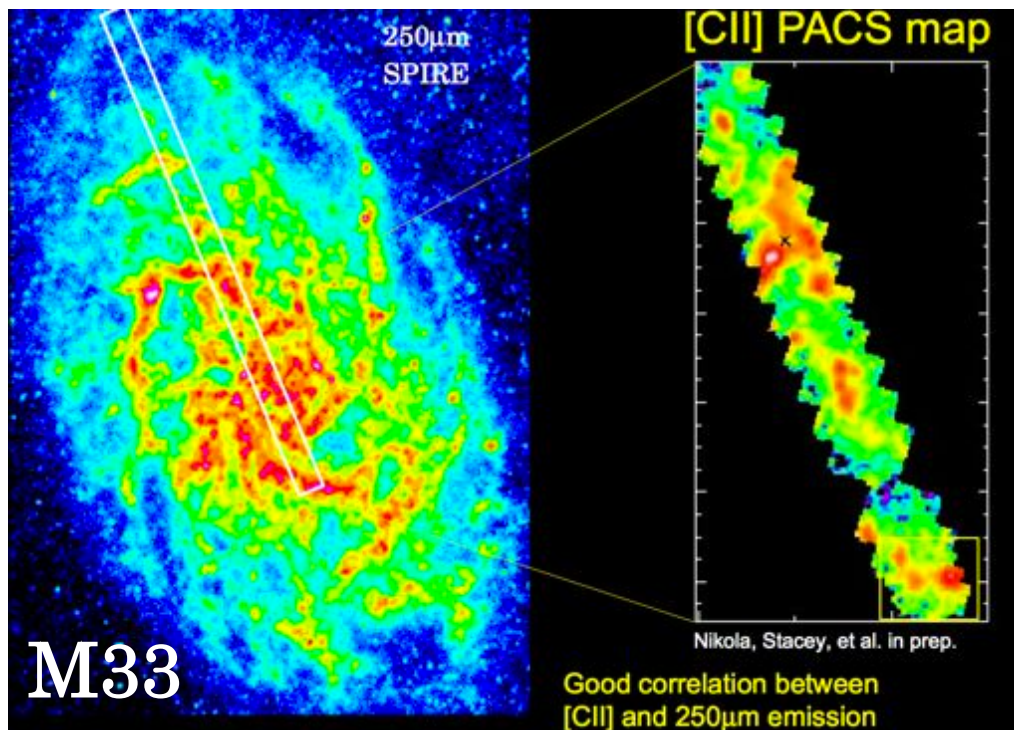 250μm
SPIRE
[CII] PACS map
M33
Nikola, Stacey, et al. in prep.
Good correlation between
[CII] and 250μm emission